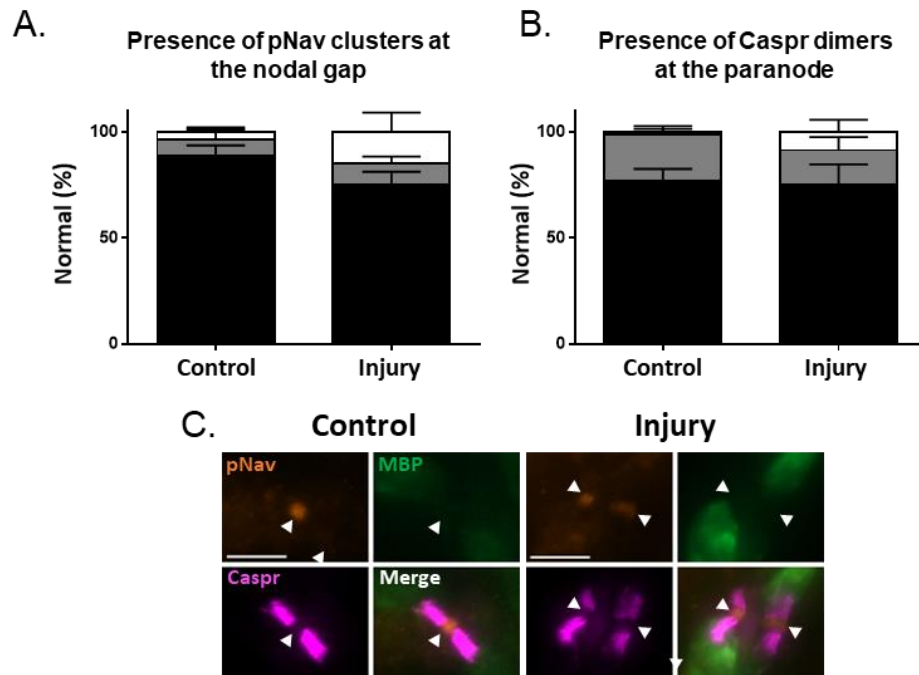 A.
Presence of pNav clusters at
the nodal gap
Normal (%)
100
50
0
Control
Injury
B.
Presence of Caspr dimers
at the paranode
Normal (%)
100
50
0
Control
Injury
C.
Control
Injury
pNav
MBP
Caspr
Merge